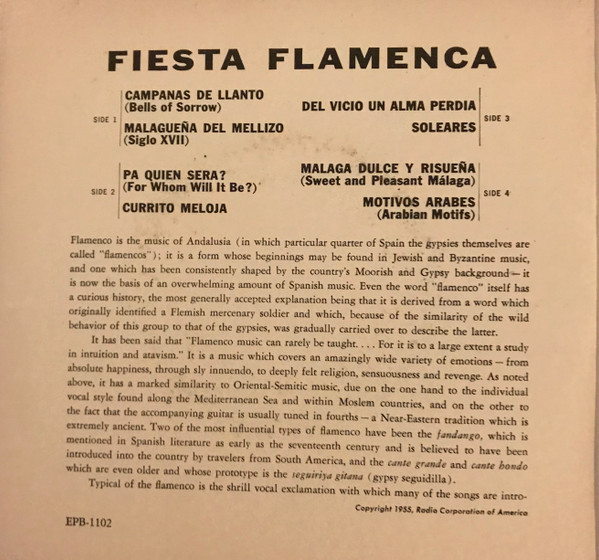 FIESTA FLAMENCA
SIDE 1
CAMPANAS DE LLANTO
(Bells of Sorrow)
MALAGUEÑA DEL MELLIZO
(Siglo XVII)
DEL VICIO UN ALMA PERDIA
SOLEARES
SIDE 3
SIDE 2
PA QUIEN SERA?
(For Whom Will It Be?)
CURRITO MELOJA
MALAGA DULCE Y RISUEÑA
(Sweet and Pleasant Málaga)
MOTIVOS ARABES
(Arabian Motifs)
SIDE 4
Flamenco is the music of Andalusia (in which particular quarter of Spain the gypsies themselves are
called "flamencos"); it is a form whose beginnings may be found in Jewish and Byzantine music,
and one which has been consistently shaped by the country's Moorish and Gypsy background—it
is now the basis of an overwhelming amount of Spanish music. Even the word "flamenco" itself has
a curious history, the most generally accepted explanation being that it is derived from a word which
originally identified a Flemish mercenary soldier and which, because of the similarity of the wild
behavior of this group to that of the gypsies, was gradually carried over to describe the latter.
It has been said that "Flamenco music can rarely be taught. . . . For it is to a large extent a study
in intuition and atavism." It is a music which covers an amazingly wide variety of emotions—from
absolute happiness, through sly innuendo, to deeply felt religion, sensuousness and revenge. As noted
above, it has a marked similarity to Oriental-Semitic music, due on the one hand to the individual
vocal style found along the Mediterranean Sea and within Moslem countries, and on the other to
the fact that the accompanying guitar is usually tuned in fourths—a Near-Eastern tradition which is
extremely ancient. Two of the most influential types of flamenco have been the fandango, which is
mentioned in Spanish literature as early as the seventeenth century and is believed to have been
introduced into the country by travelers from South America, and the cante grande and cante hondo
which are even older and whose prototype is the seguiriya gitana (gypsy seguidilla).
Typical of the flamenco is the shrill vocal exclamation with which many of the songs are intro-
Copyright 1955, Radio Corporation of America
EPB-1102